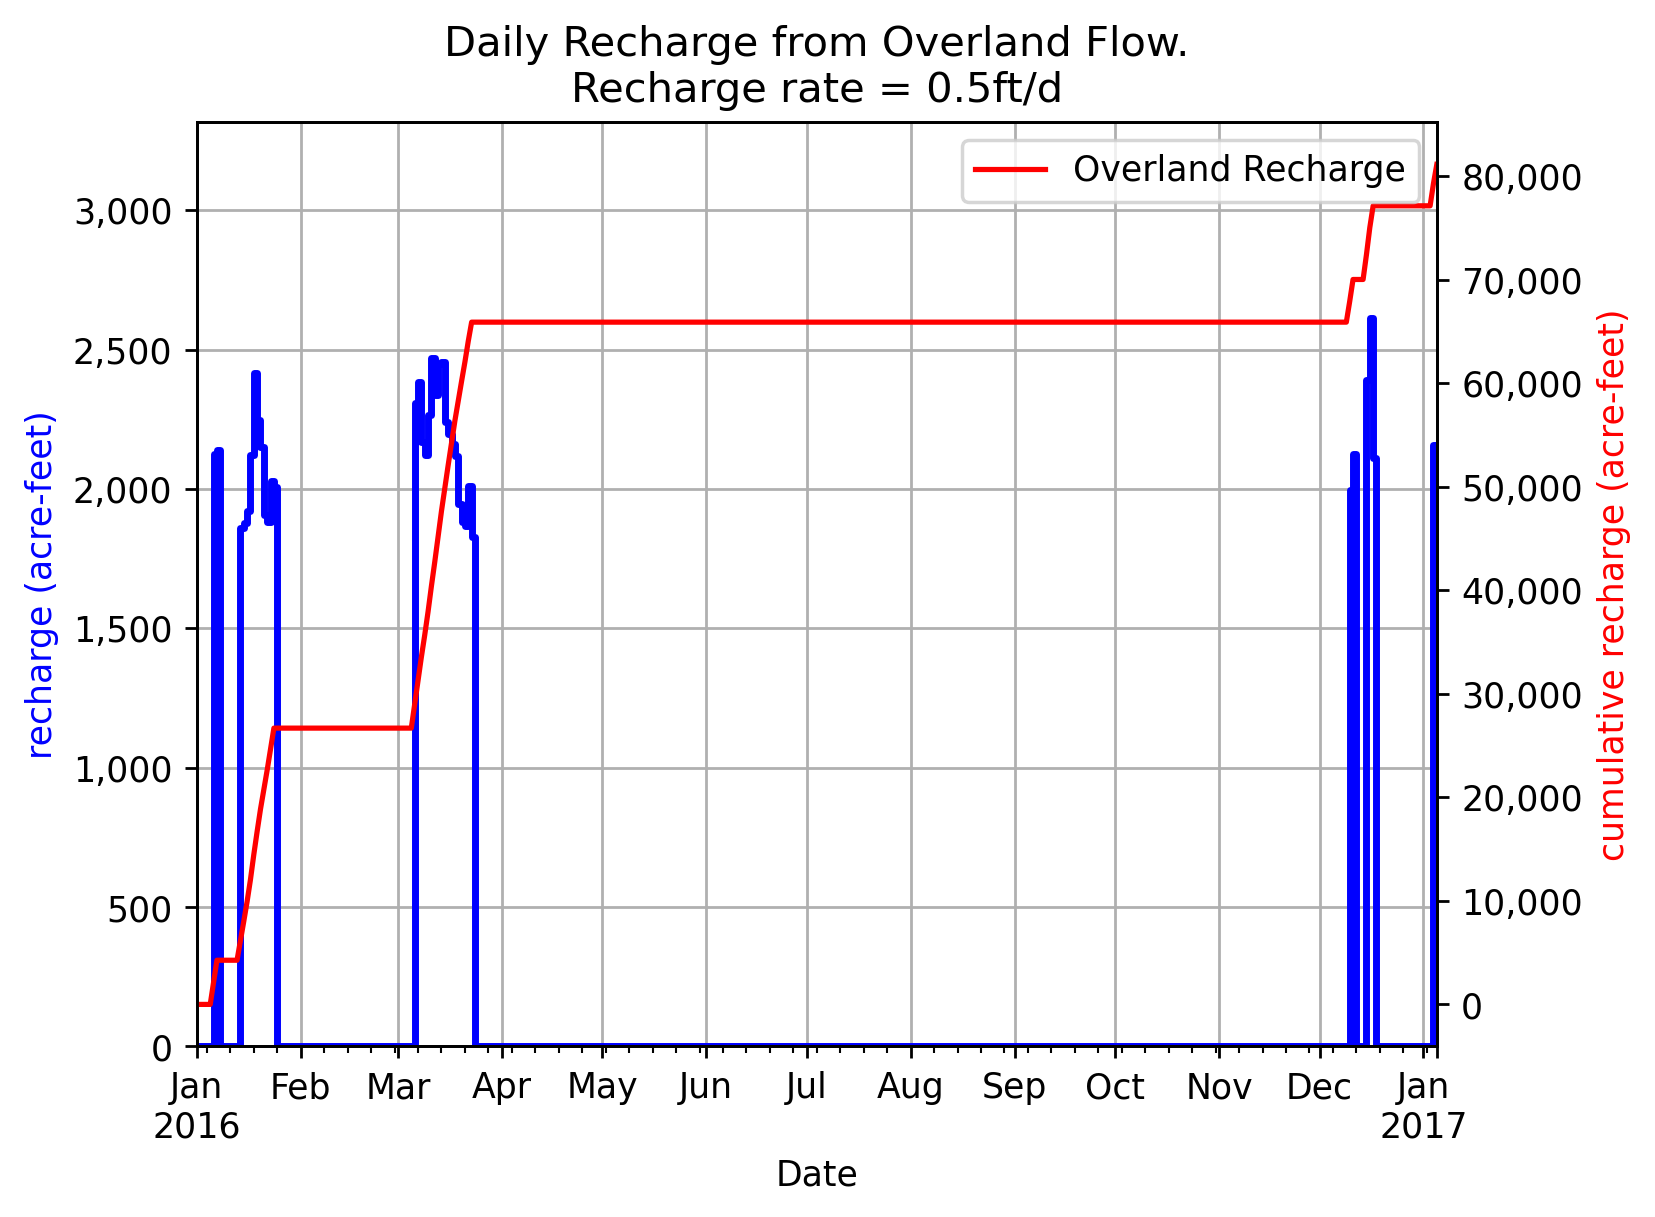 Daily Recharge from Overland Flow.
Recharge rate = 0.5ft/d
Overland Recharge
recharge (acre-feet)
3,000
2,500
2,000
1,500
1,000
500
0
80,000
70,000
60,000
50,000
40,000
30,000
20,000
10,000
0
cumulative recharge (acre-feet)
Jan Feb Mar Apr May Jun Jul Aug Sep Oct Nov Dec Jan
2016 2017
Date